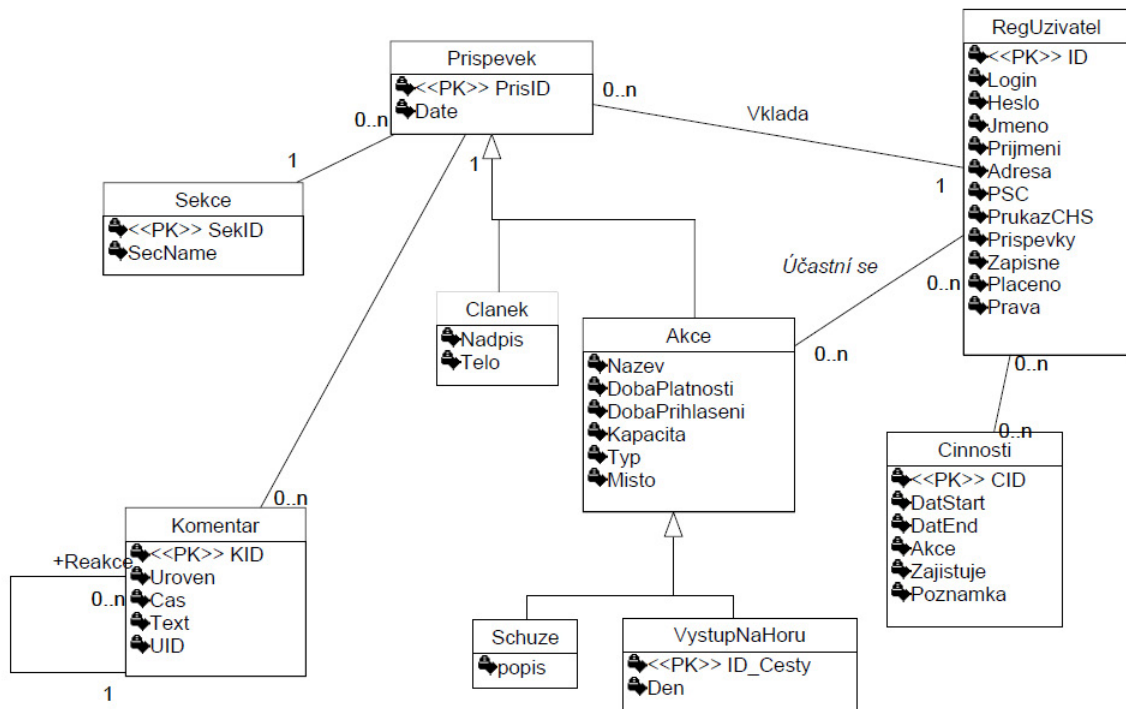 RegUzivatel
<<PK>> ID
Login
Heslo
Jmeno
Prijmeni
Adresa
PSC
PrukazCHS
Prispevky
Zapisne
Placeno
Prava
Prispevek
<<PK>> PrisID
Date
0..n
Vklada
1
0..n
1
1
Sekce
<<PK>> SekID
SecName
Účastní se
0..n
0..n
Clanek
Nadpis
Telo
Akce
Nazev
DobaPlatnosti
DobaPrihlaseni
Kapacita
Typ
Misto
0..n
0..n
Cinnosti
<<PK>> CID
DatStart
DatEnd
Akce
Zajistuje
Poznamka
0..n
Komentar
<<PK>> KID
Uroven
Cas
Text
UID
+Reakce
0..n
1
Schuze
popis
VystupNaHoru
<<PK>> ID_Cesty
Den